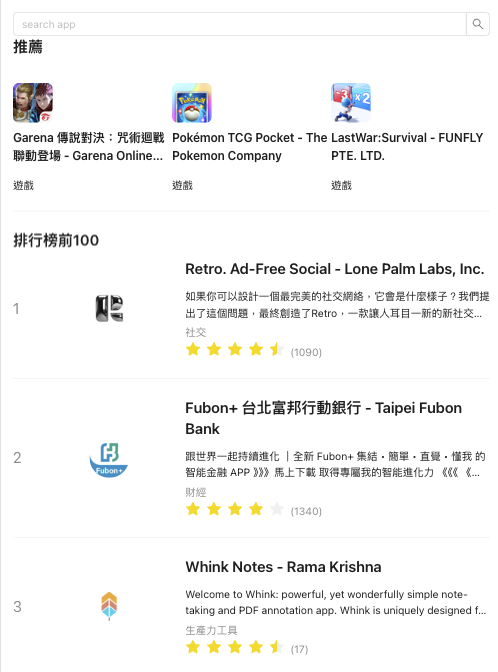 search app
推薦
Garena 傳說對決：咒術迴戰
聯動登場 - Garena Online...
遊戲
Pokémon TCG Pocket - The
Pokemon Company
遊戲
LastWar:Survival - FUNFLY
PTE. LTD.
遊戲
排行榜前100
1
Retro. Ad-Free Social - Lone Palm Labs, Inc.
如果你可以設計一個最完美的社交網絡，它會是什麼樣子？我們提
出了這個問題，最終創造了Retro，一款讓人耳目一新的新社交...
社交
(1090)
2
Fubon+
Fubon+ 台北富邦行動銀行 - Taipei Fubon
Bank
跟世界一起持續進化 ｜全新 Fubon+ 集結・簡單・直覺・懂我 的
智能金融 APP 》》》馬上下載 取得專屬我的智能進化力 《《《 《...
財經
(1340)
3
Whink Notes - Rama Krishna
Welcome to Whink: powerful, yet wonderfully simple note-
taking and PDF annotation app. Whink is uniquely designed f...
生產力工具
(17)